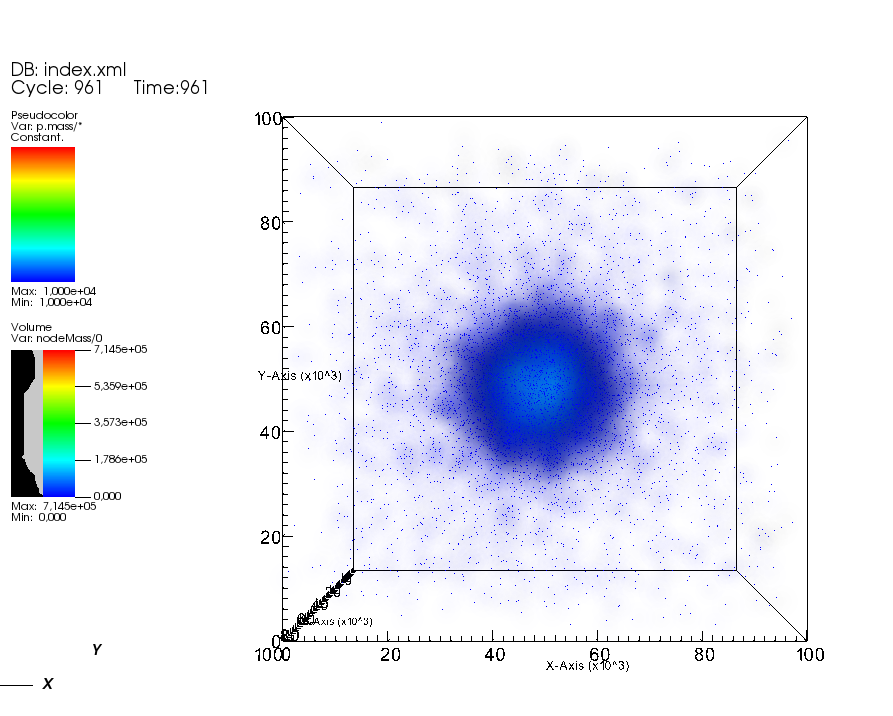 DB: index.xml
Cycle: 961 Time:961
Pseudocolor
Var: p.mass/*
Constant.
Max: 1,000e+04
Min: 1,000e+04
Volume
Var: nodeMass/0
7,145e+05
5,359e+05
3,573e+05
1,786e+05
0,000
Max: 7,145e+05
Min: 0,000
100
80
60
Y-Axis (x10^3)
40
20
0
20 40 60 80 100
X-Axis (x10^3)
Axis (x10^3)
Y
X